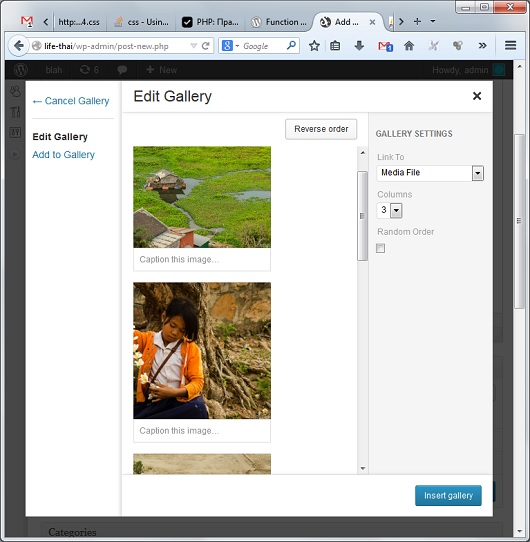 http:...4.css
css - Usin...
PHP: Пра...
Function ...
Add ...
life-thai/wp-admin/post-new.php
Google
blah
6
New
Howdy, admin
← Cancel Gallery
Edit Gallery
Add to Gallery
Edit Gallery
Reverse order
Caption this image...
Caption this image...
GALLERY SETTINGS
Link To
Media File
Columns
3
Random Order
Insert gallery
Categories